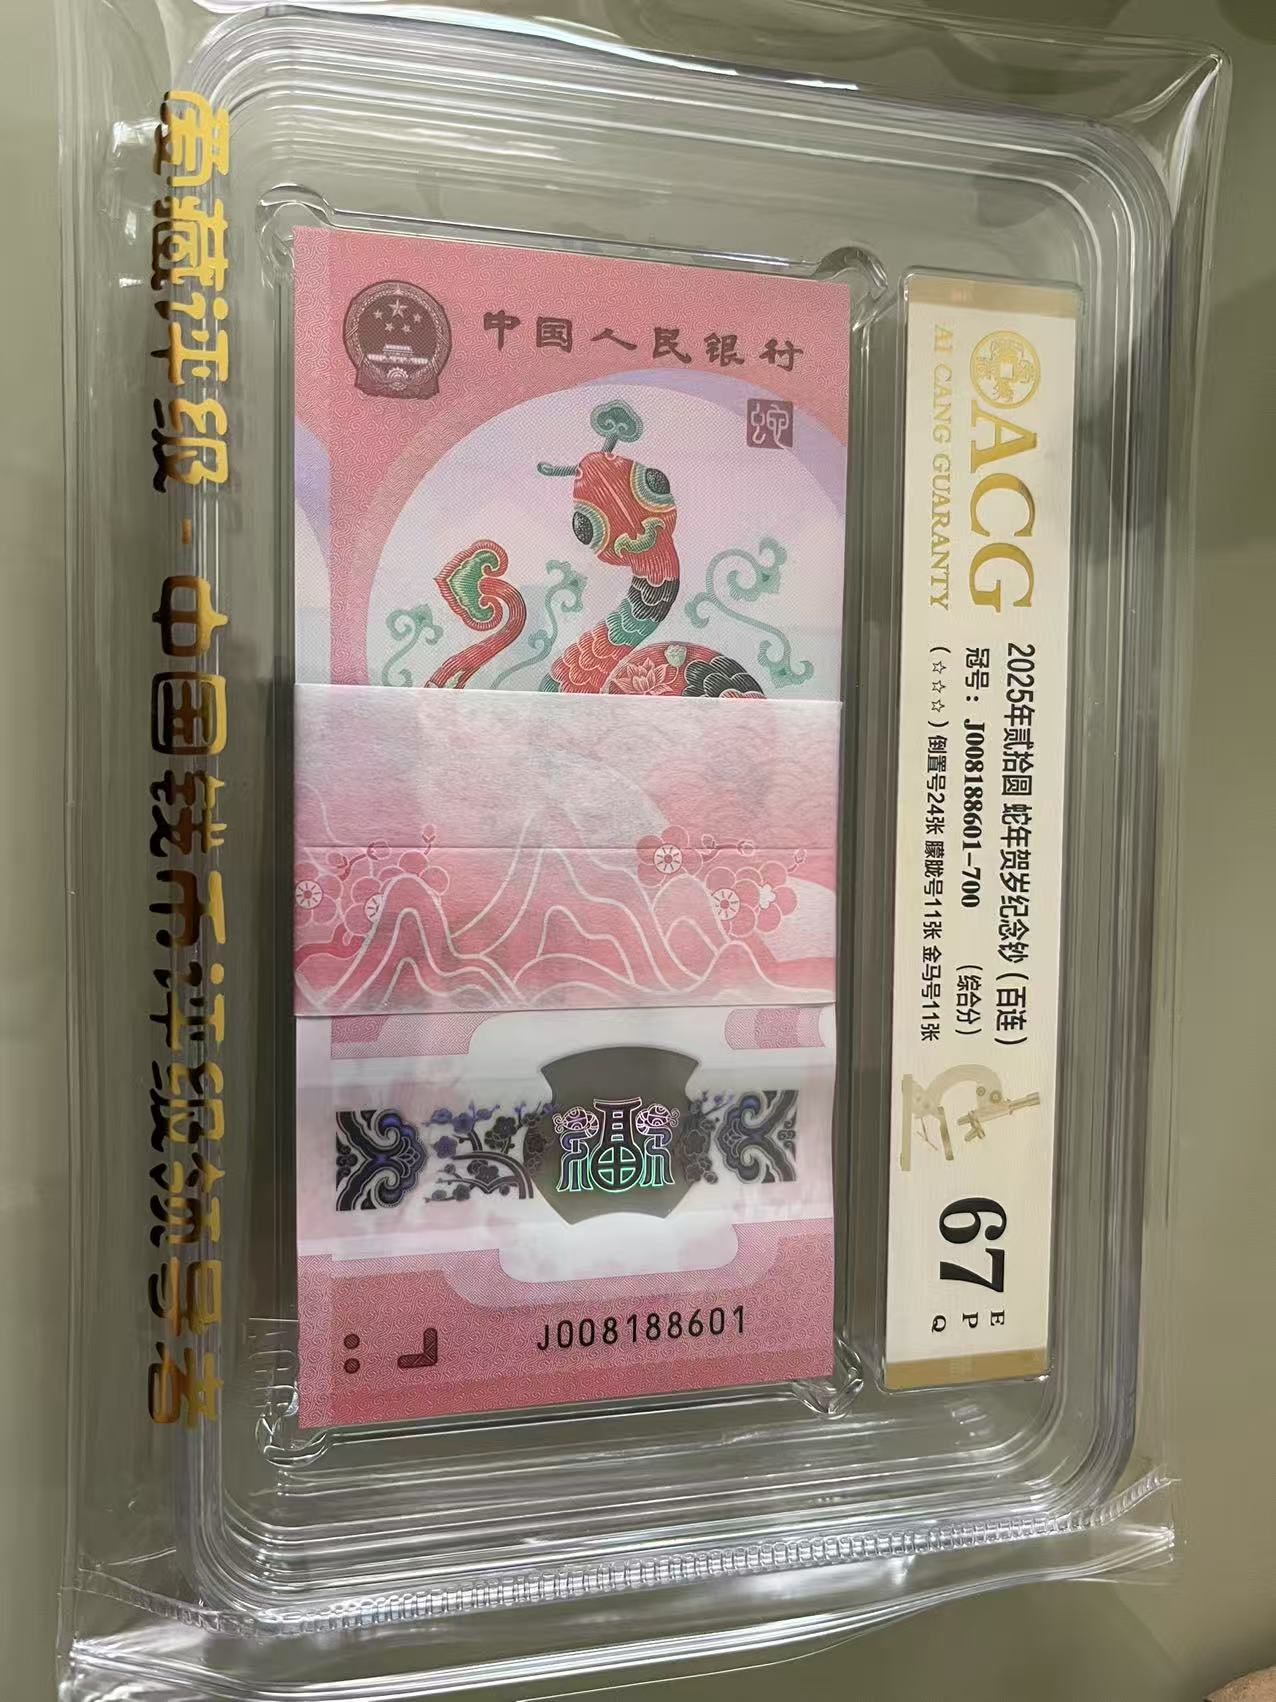 爱藏评级 - 中国钱币评级领导者
中国人民银行
蛇
J008188601
ACG
AI CANG GUARANTY
2025年贰拾圆 蛇年贺岁纪念钞(百连)
冠号:J008188601-700 (综合分)
(☆☆☆)倒置号24张 朦胧号11张 金马号11张
67
EPQ